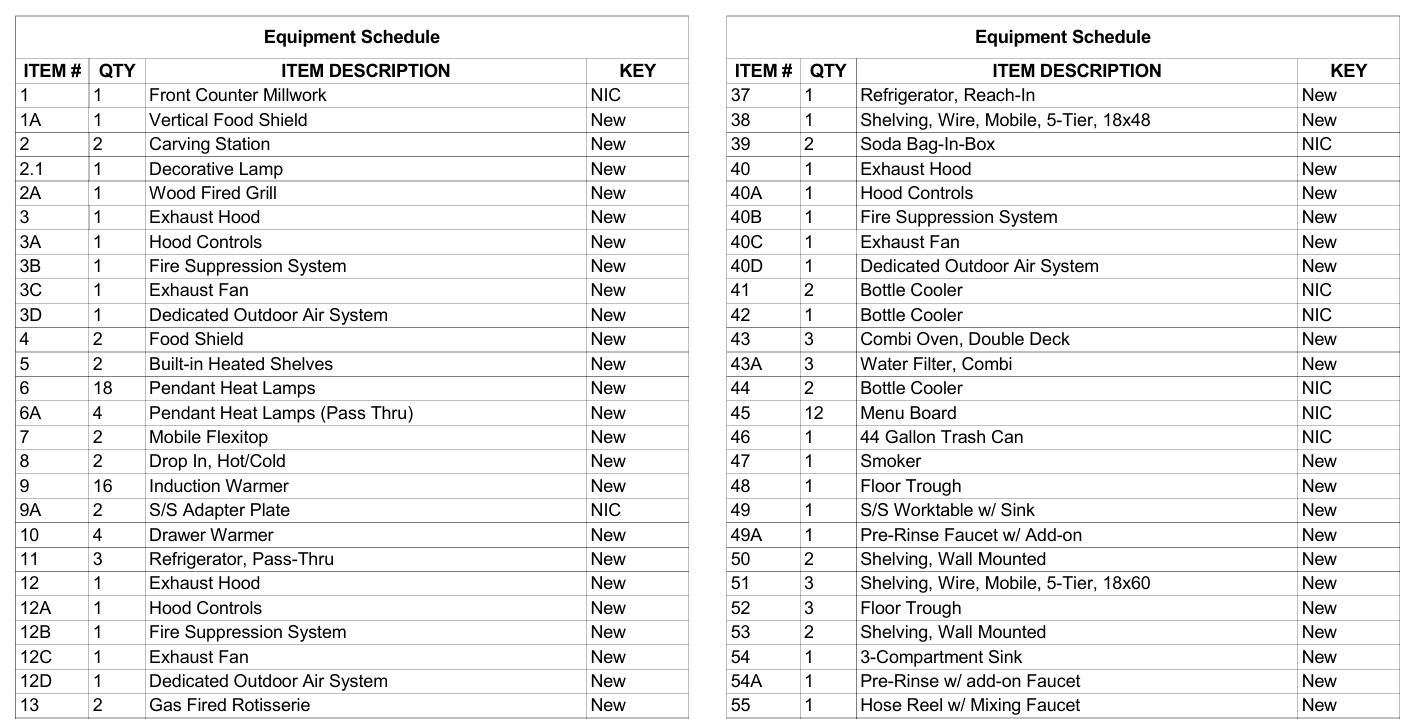 Equipment Schedule
ITEM # QTY ITEM DESCRIPTION KEY
1 1 Front Counter Millwork NIC
1A 1 Vertical Food Shield New
2 2 Carving Station New
2.1 1 Decorative Lamp New
2A 1 Wood Fired Grill New
3 1 Exhaust Hood New
3A 1 Hood Controls New
3B 1 Fire Suppression System New
3C 1 Exhaust Fan New
3D 1 Dedicated Outdoor Air System New
4 2 Food Shield New
5 2 Built-in Heated Shelves New
6 18 Pendant Heat Lamps New
6A 4 Pendant Heat Lamps (Pass Thru) New
7 2 Mobile Flexitop New
8 2 Drop In, Hot/Cold New
9 16 Induction Warmer New
9A 2 S/S Adapter Plate NIC
10 4 Drawer Warmer New
11 3 Refrigerator, Pass-Thru New
12 1 Exhaust Hood New
12A 1 Hood Controls New
12B 1 Fire Suppression System New
12C 1 Exhaust Fan New
12D 1 Dedicated Outdoor Air System New
13 2 Gas Fired Rotisserie New
Equipment Schedule
ITEM # QTY ITEM DESCRIPTION KEY
37 1 Refrigerator, Reach-In New
38 1 Shelving, Wire, Mobile, 5-Tier, 18x48 New
39 2 Soda Bag-In-Box NIC
40 1 Exhaust Hood New
40A 1 Hood Controls New
40B 1 Fire Suppression System New
40C 1 Exhaust Fan New
40D 1 Dedicated Outdoor Air System New
41 2 Bottle Cooler NIC
42 1 Bottle Cooler NIC
43 3 Combi Oven, Double Deck New
43A 3 Water Filter, Combi New
44 2 Bottle Cooler NIC
45 12 Menu Board NIC
46 1 44 Gallon Trash Can NIC
47 1 Smoker New
48 1 Floor Trough New
49 1 S/S Worktable w/ Sink New
49A 1 Pre-Rinse Faucet w/ Add-on New
50 2 Shelving, Wall Mounted New
51 3 Shelving, Wire, Mobile, 5-Tier, 18x60 New
52 3 Floor Trough New
53 2 Shelving, Wall Mounted New
54 1 3-Compartment Sink New
54A 1 Pre-Rinse w/ add-on Faucet New
55 1 Hose Reel w/ Mixing Faucet New